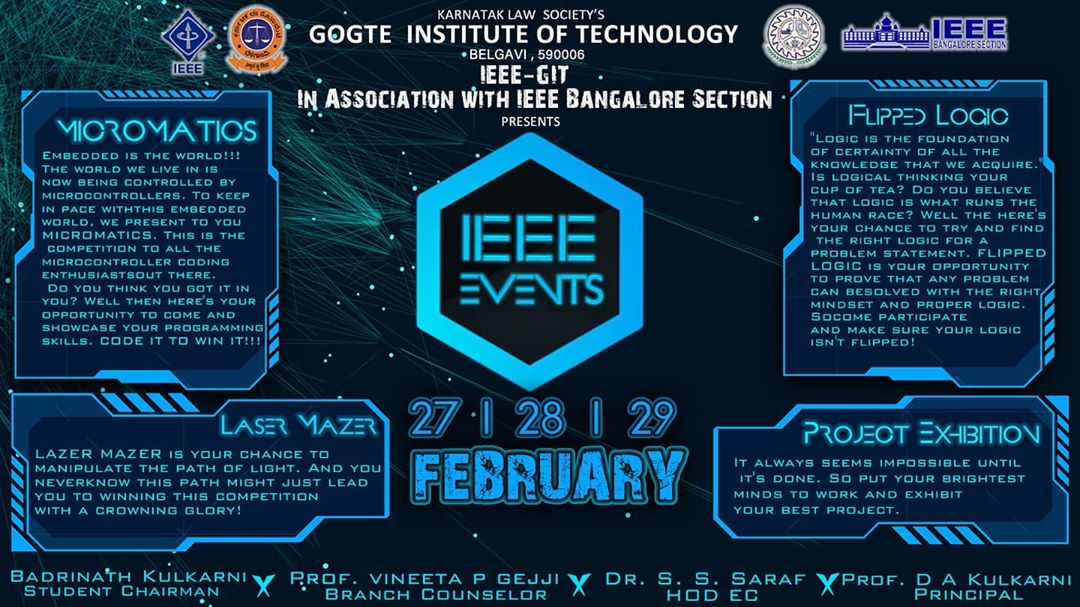 KARNATAK LAW SOCIETY'S
GOGTE INSTITUTE OF TECHNOLOGY
BELGAVI , 590006
IEEE-GIT
IN ASSOCIATION WITH IEEE BANGALORE SECTION
PRESENTS
IEEE
IEEE
BANGALORE SECTION
MICROMATICS
EMBEDDED IS THE WORLD!!!
THE WORLD WE LIVE IN IS
NOW BEING CONTROLLED BY
MICROCONTROLLERS. TO KEEP
IN PACE WITHTHIS EMBEDDED
WORLD, WE PRESENT TO YOU
MICROMATICS. THIS IS THE
COMPETITION TO ALL THE
MICROCONTROLLER CODING
ENTHUSIASTSOUT THERE.
DO YOU THINK YOU GOT IT IN
YOU? WELL THEN HERE'S YOUR
OPPORTUNITY TO COME AND
SHOWCASE YOUR PROGRAMMING
SKILLS. CODE IT TO WIN IT!!!
IEEE
EVENTS
FLIPPED LOGIC
"LOGIC IS THE FOUNDATION
OF CERTAINTY OF ALL THE
KNOWLEDGE THAT WE ACQUIRE."
IS LOGICAL THINKING YOUR
CUP OF TEA? DO YOU BELIEVE
THAT LOGIC IS WHAT RUNS THE
HUMAN RACE? WELL THE HERE'S
YOUR CHANCE TO TRY AND FIND
THE RIGHT LOGIC FOR A
PROBLEM STATEMENT. FLIPPED
LOGIC IS YOUR OPPORTUNITY
TO PROVE THAT ANY PROBLEM
CAN BESOLVED WITH THE RIGHT
MINDSET AND PROPER LOGIC.
SOCOME PARTICIPATE
AND MAKE SURE YOUR LOGIC
ISN'T FLIPPED!
LASER MAZER
LAZER MAZER IS YOUR CHANCE TO
MANIPULATE THE PATH OF LIGHT. AND YOU
NEVERKNOW THIS PATH MIGHT JUST LEAD
YOU TO WINNING THIS COMPETITION
WITH A CROWNING GLORY!
27 | 28 | 29
FEBRUARY
PROJECT EXHIBITION
IT ALWAYS SEEMS IMPOSSIBLE UNTIL
IT'S DONE. SO PUT YOUR BRIGHTEST
MINDS TO WORK AND EXHIBIT
YOUR BEST PROJECT.
BADRINATH KULKARNI
STUDENT CHAIRMAN
PROF. VINEETA P GEJJI
BRANCH COUNSELOR
DR. S. S. SARAF
HOD EC
PROF. D A KULKARNI
PRINCIPAL